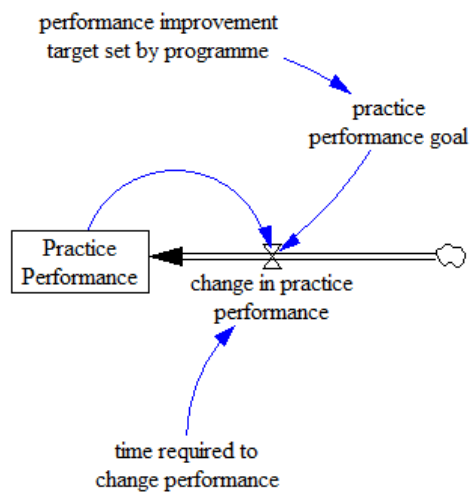 performance improvement
target set by programme
practice
performance goal
Practice
Performance
change in practice
performance
time required to
change performance